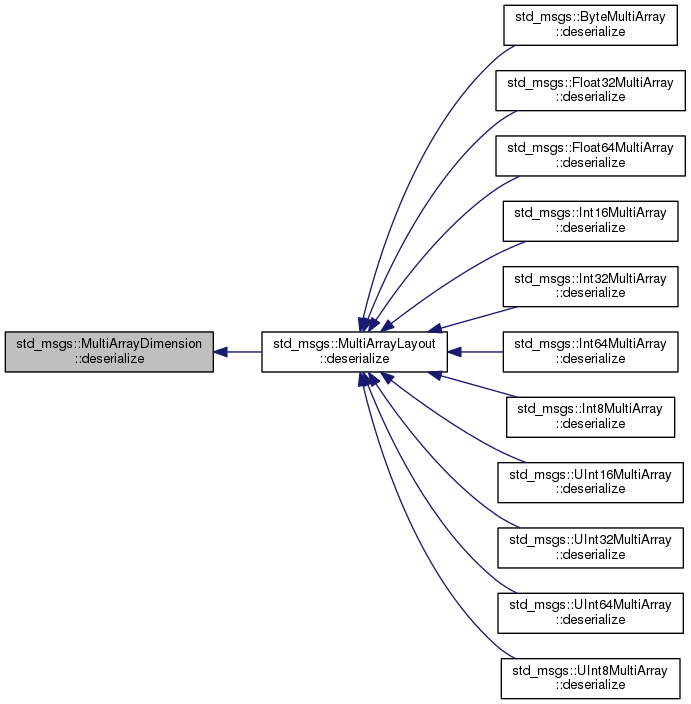 std_msgs::ByteMultiArray
::deserialize
std_msgs::Float32MultiArray
::deserialize
std_msgs::Float64MultiArray
::deserialize
std_msgs::Int16MultiArray
::deserialize
std_msgs::Int32MultiArray
::deserialize
std_msgs::MultiArrayDimension
::deserialize
std_msgs::MultiArrayLayout
::deserialize
std_msgs::Int64MultiArray
::deserialize
std_msgs::Int8MultiArray
::deserialize
std_msgs::UInt16MultiArray
::deserialize
std_msgs::UInt32MultiArray
::deserialize
std_msgs::UInt64MultiArray
::deserialize
std_msgs::UInt8MultiArray
::deserialize